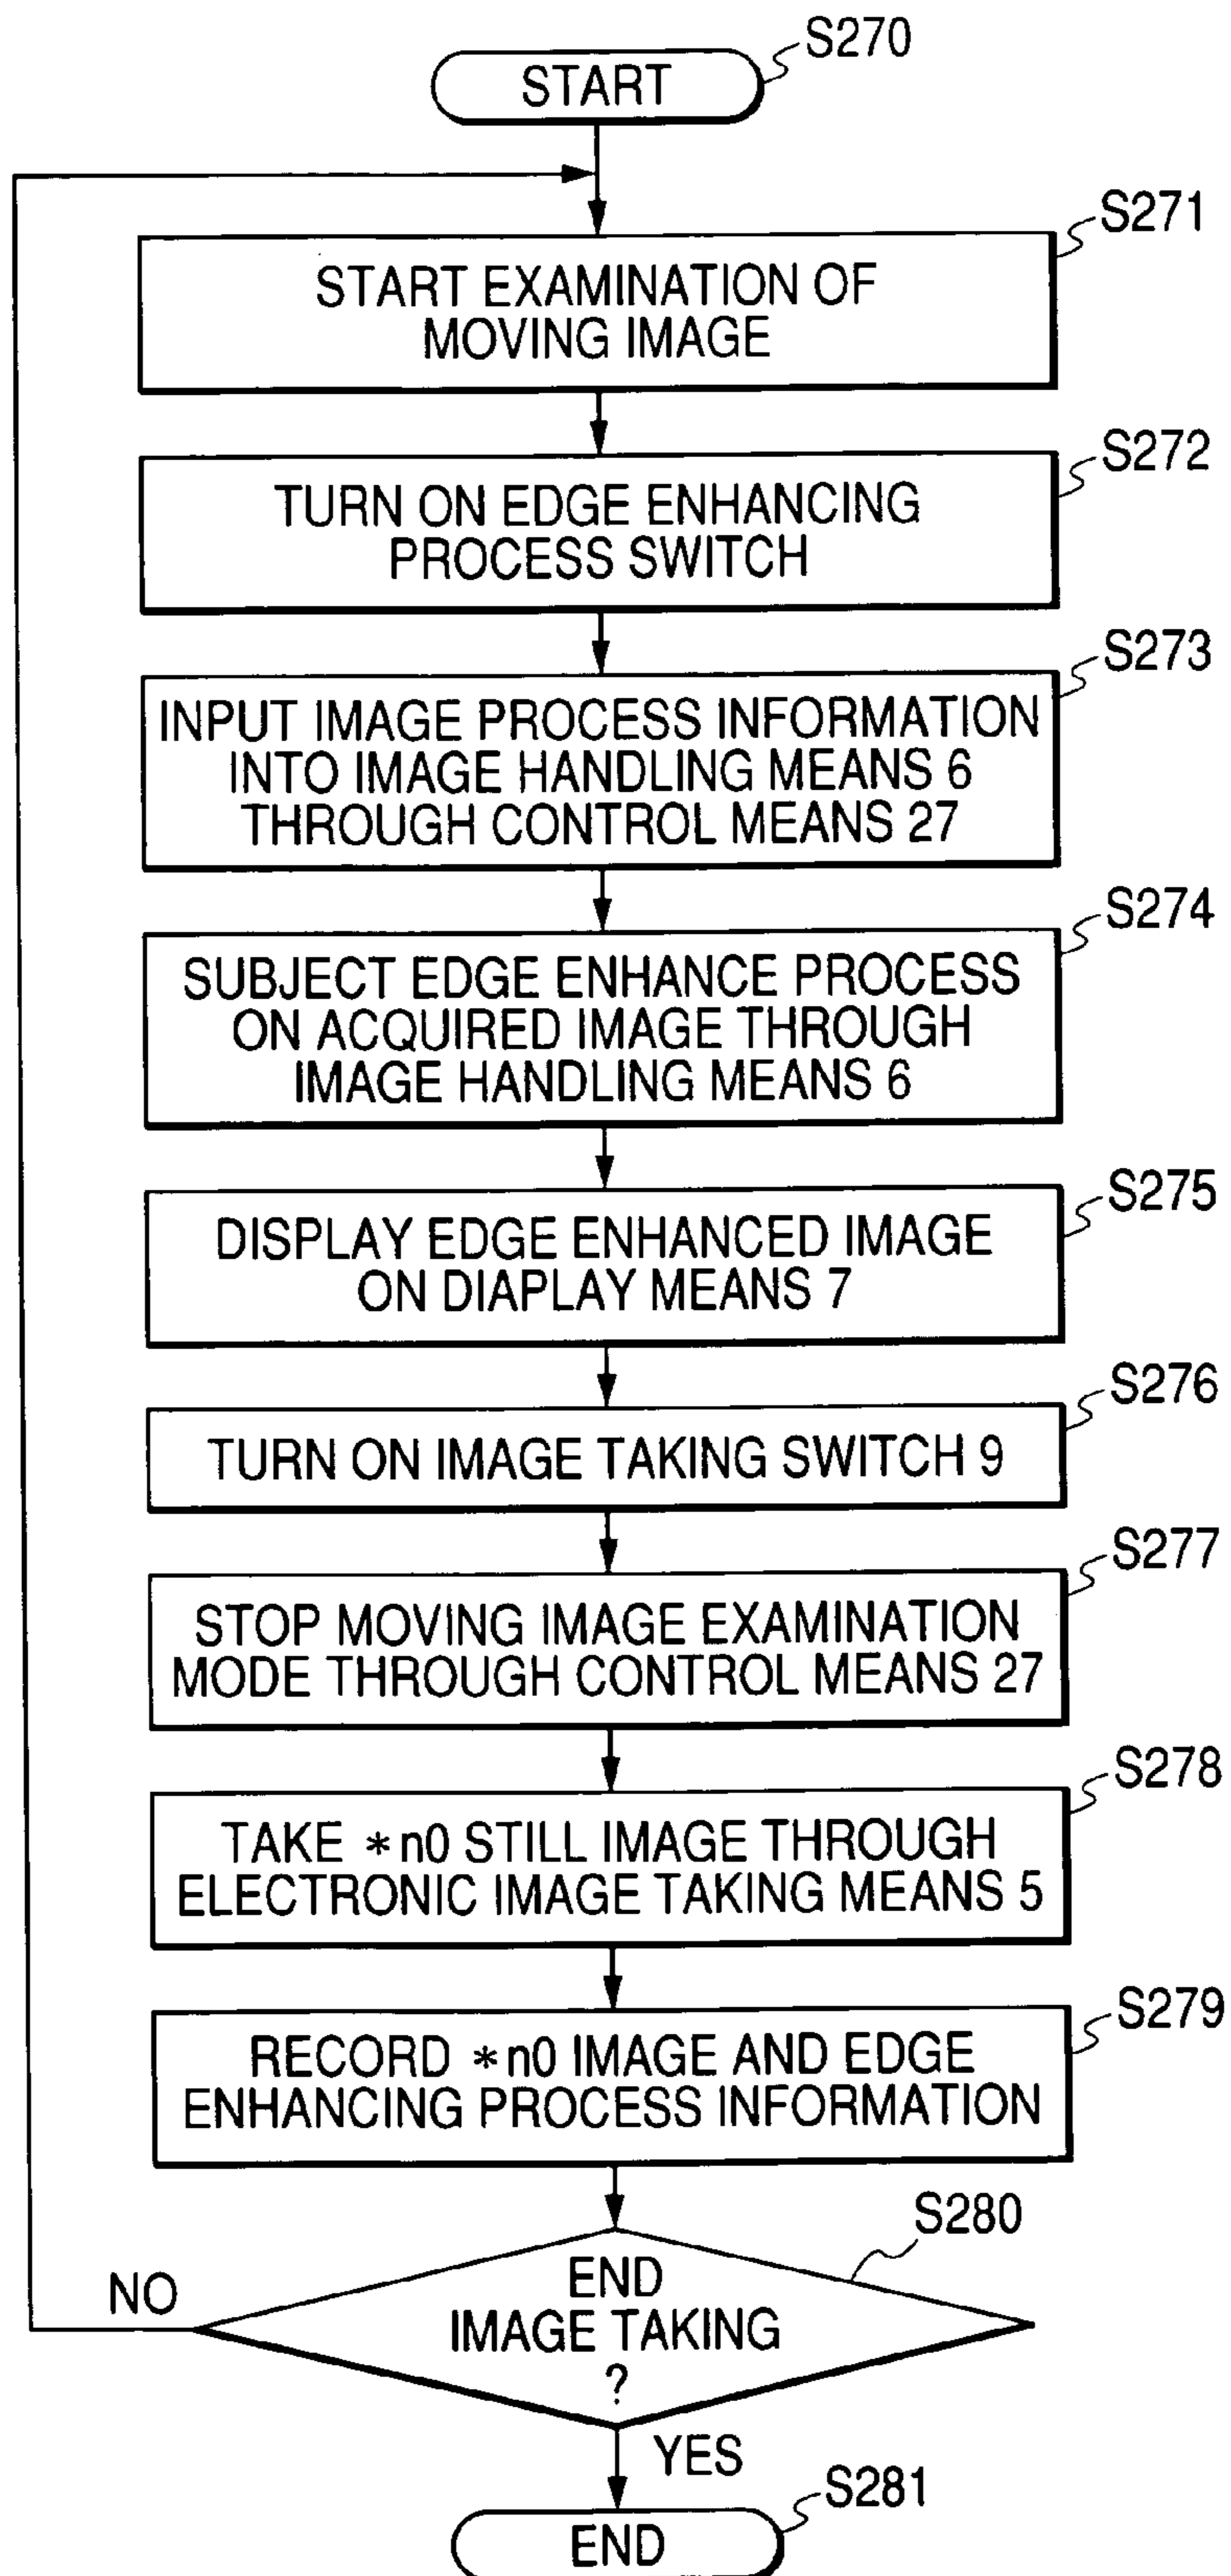 S270
START
S271
START EXAMINATION OF
MOVING IMAGE
S272
TURN ON EDGE ENHANCING
PROCESS SWITCH
S273
INPUT IMAGE PROCESS INFORMATION
INTO IMAGE HANDLING MEANS 6
THROUGH CONTROL MEANS 27
S274
SUBJECT EDGE ENHANCE PROCESS
ON ACQUIRED IMAGE THROUGH
IMAGE HANDLING MEANS 6
S275
DISPLAY EDGE ENHANCED IMAGE
ON DIAPLAY MEANS 7
S276
TURN ON IMAGE TAKING SWITCH 9
S277
STOP MOVING IMAGE EXAMINATION
MODE THROUGH CONTROL MEANS 27
S278
TAKE *n0 STILL IMAGE THROUGH
ELECTRONIC IMAGE TAKING MEANS 5
S279
RECORD *n0 IMAGE AND EDGE
ENHANCING PROCESS INFORMATION
S280
END
IMAGE TAKING
?
NO
YES
S281
END